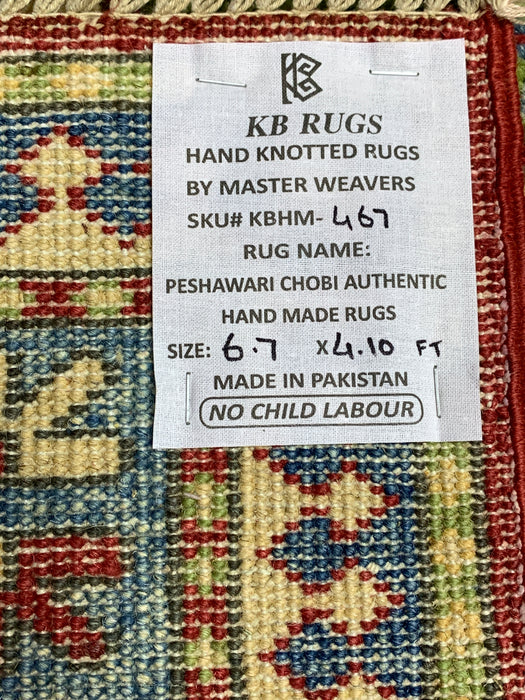 KB
KB RUGS
HAND KNOTTED RUGS
BY MASTER WEAVERS
SKU# KBHM- 467
RUG NAME:
PESHAWARI CHOBI AUTHENTIC
HAND MADE RUGS
SIZE: 6.7 X 4.10 FT
MADE IN PAKISTAN
NO CHILD LABOUR